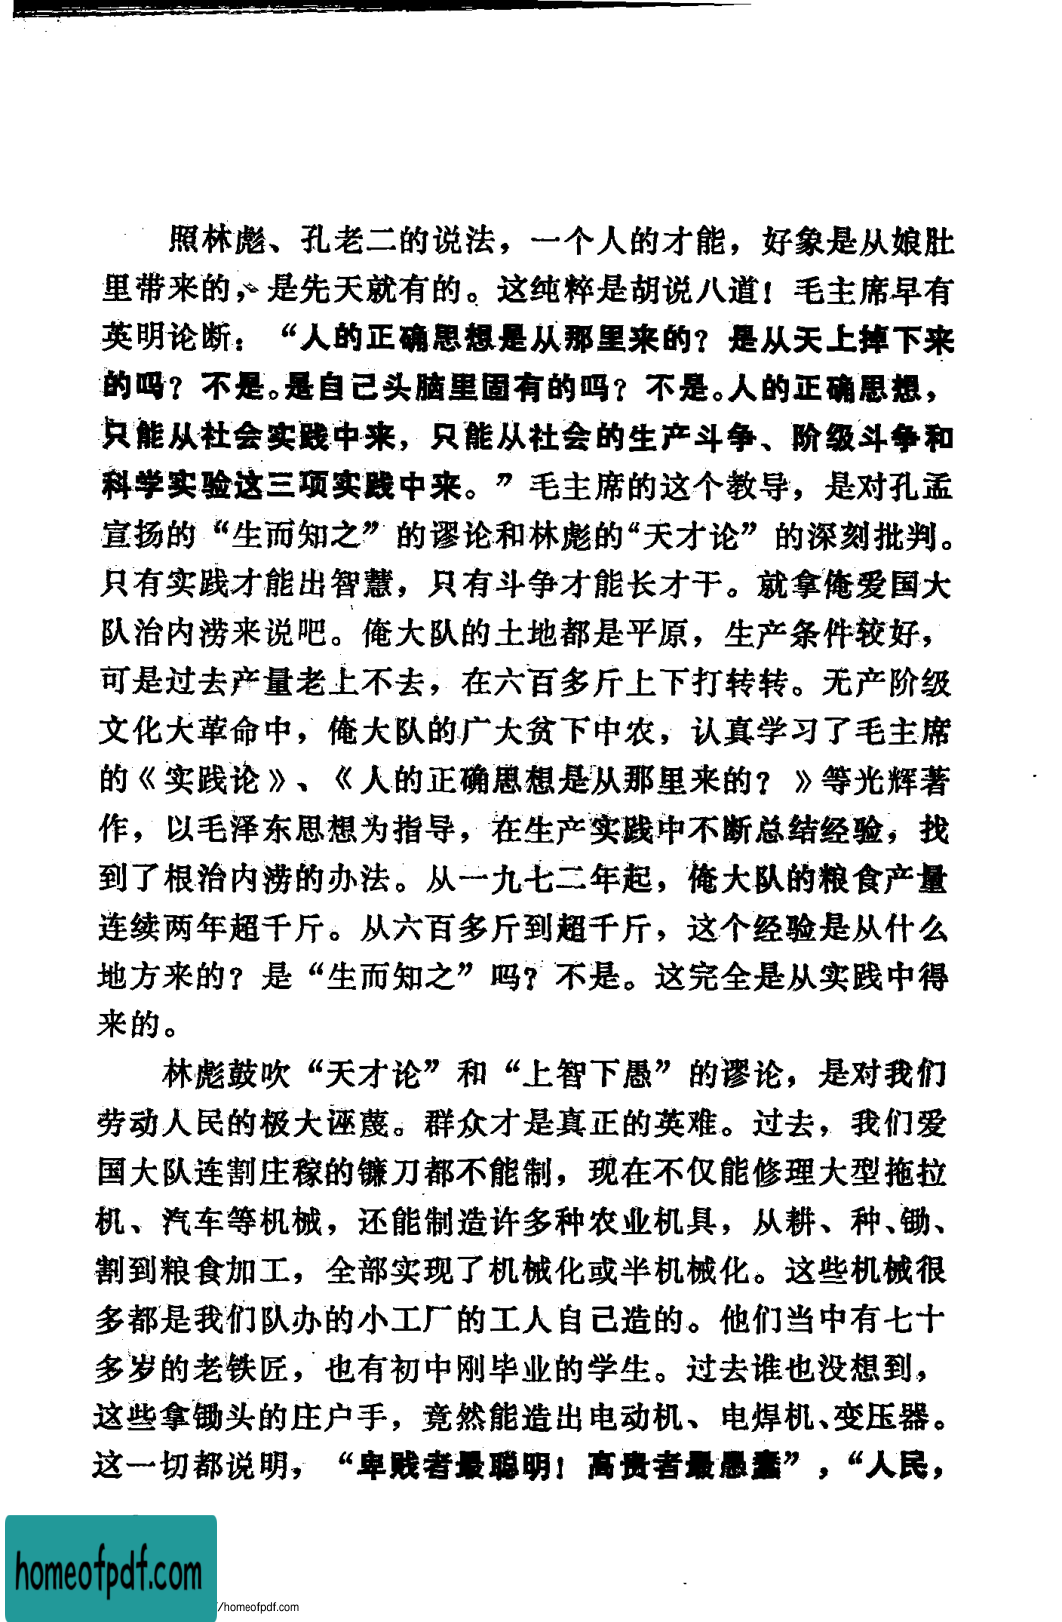 照林彪、孔老二的说法，一个人的才能，好象是从娘肚
里带来的，是先天就有的。这纯粹是胡说八道！毛主席早有
英明论断：“人的正确思想是从那里来的？是从天上掉下来
的吗？不是。是自己头脑里固有的吗？不是。人的正确思想，
只能从社会实践中来，只能从社会的生产斗争、阶级斗争和
科学实验这三项实践中来。”毛主席的这个教导，是对孔孟
宣扬的“生而知之”的谬论和林彪的“天才论”的深刻批判。
只有实践才能出智慧，只有斗争才能长才干。就拿俺爱国大
队治内涝来说吧。俺大队的土地都是平原，生产条件较好，
可是过去产量老上不去，在六百多斤上下打转转。无产阶级
文化大革命中，俺大队的广大贫下中农，认真学习了毛主席
的《实践论》、《人的正确思想是从那里来的？》等光辉著
作，以毛泽东思想为指导，在生产实践中不断总结经验，找
到了根治内涝的办法。从一九七二年起，俺大队的粮食产量
连续两年超千斤。从六百多斤到超千斤，这个经验是从什么
地方来的？是“生而知之”吗？不是。这完全是从实践中得
来的。
林彪鼓吹“天才论”和“上智下愚”的谬论，是对我们
劳动人民的极大诬蔑。群众才是真正的英难。过去，我们爱
国大队连割庄稼的镰刀都不能制，现在不仅能修理大型拖拉
机、汽车等机械，还能制造许多种农业机具，从耕、种、锄、
割到粮食加工，全部实现了机械化或半机械化。这些机械很
多都是我们队办的小工厂的工人自己造的。他们当中有七十
多岁的老铁匠，也有初中刚毕业的学生。过去谁也没想到，
这些拿锄头的庄户手，竟然能造出电动机、电焊机、变压器。
这一切都说明，“卑贱者最聪明！高贵者最愚蠢”，“人民，
homeofpdf.com
/homeofpdf.com